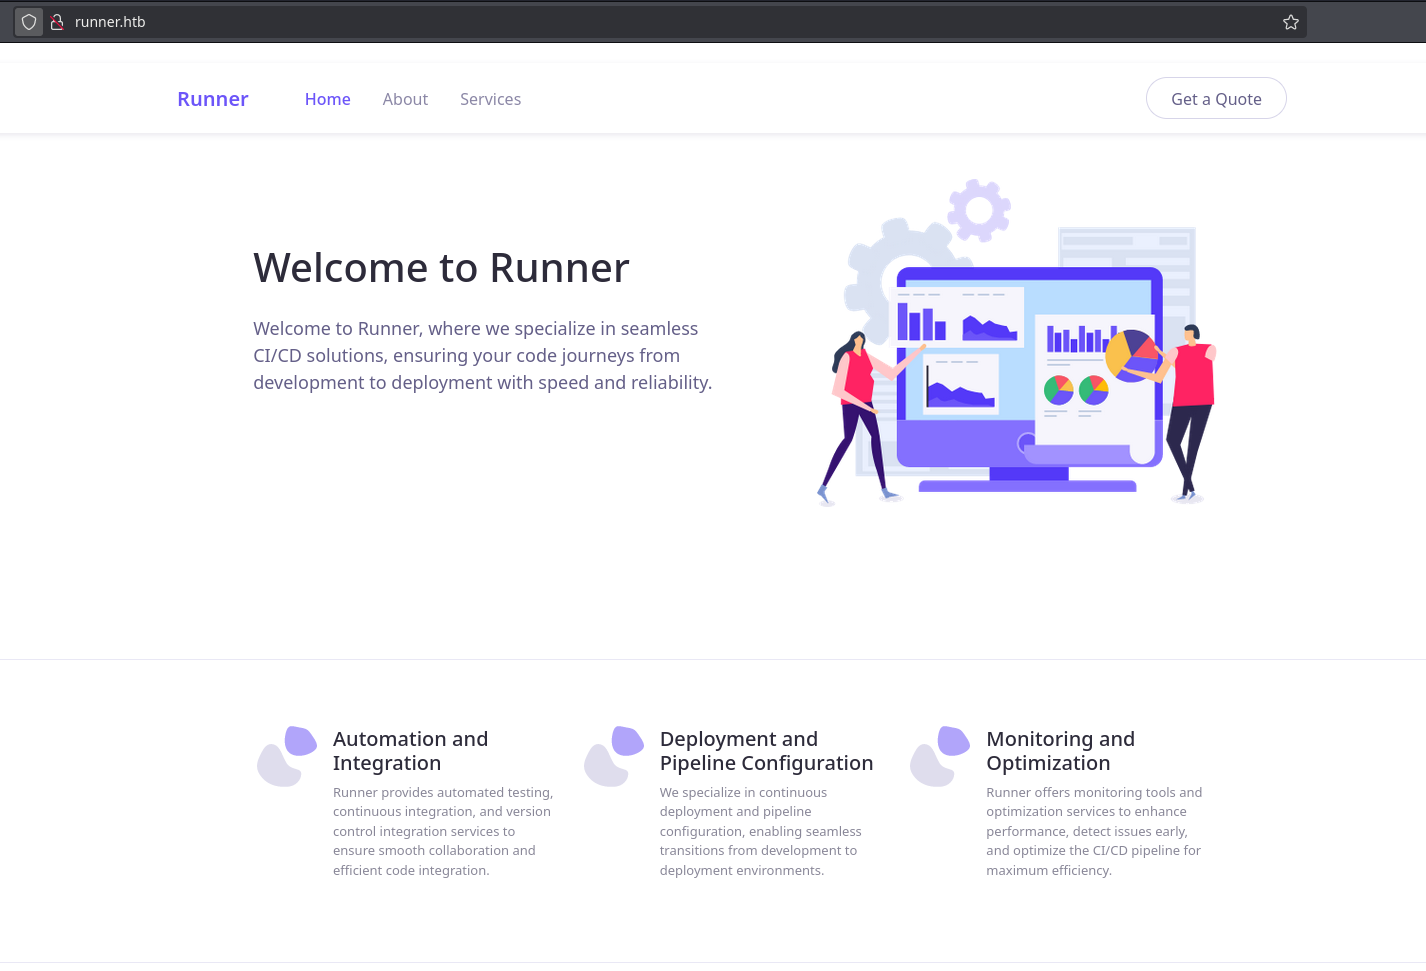 runner.htb
Runner
Home
About
Services
Get a Quote
Welcome to Runner
Welcome to Runner, where we specialize in seamless
CI/CD solutions, ensuring your code journeys from
development to deployment with speed and reliability.
Automation and
Integration
Runner provides automated testing,
continuous integration, and version
control integration services to
ensure smooth collaboration and
efficient code integration.
Deployment and
Pipeline Configuration
We specialize in continuous
deployment and pipeline
configuration, enabling seamless
transitions from development to
deployment environments.
Monitoring and
Optimization
Runner offers monitoring tools and
optimization services to enhance
performance, detect issues early,
and optimize the CI/CD pipeline for
maximum efficiency.